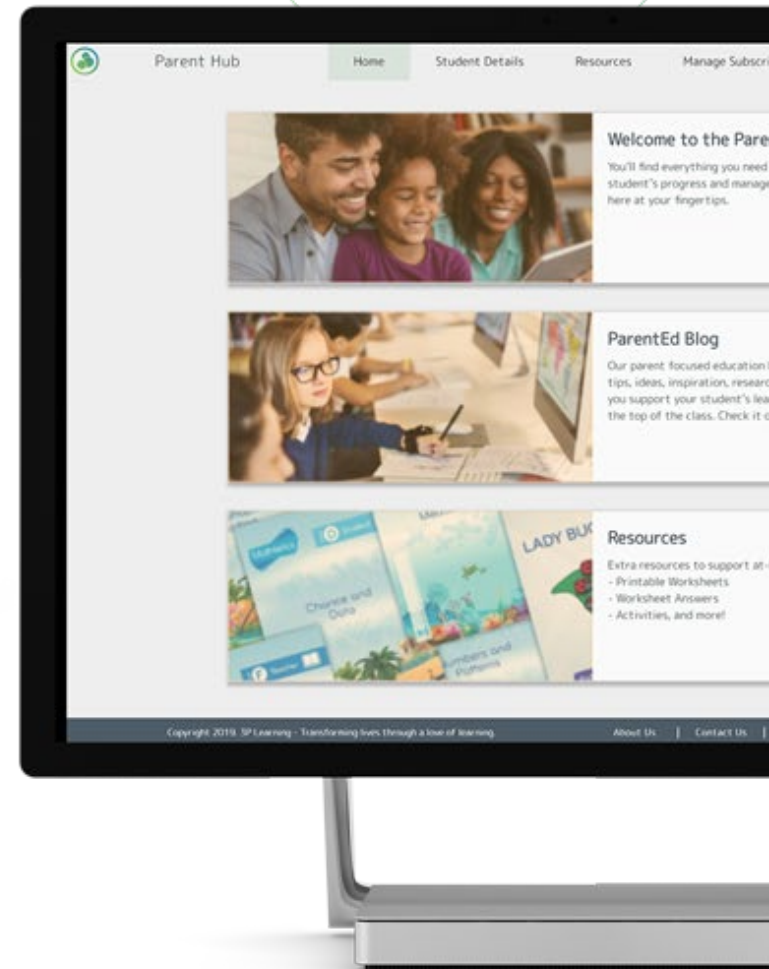 Parent Hub
Home
Student Details
Resources
Manage Subscri
Welcome to the Pare
You'll find everything you need
student's progress and manage
here at your fingertips.
ParentEd Blog
Our parent focused education
tips, ideas, inspiration, researc
you support your student's lea
the top of the class. Check it o
LADY BUG
Chance and
Data
Student
Teacher
Numbers and
Patterns
Resources
Extra resources to support at-
- Printable Worksheets
- Worksheet Answers
- Activities, and more!
Copyright 2019. 3P Learning - Transforming lives through a love of learning.
About Us
Contact Us